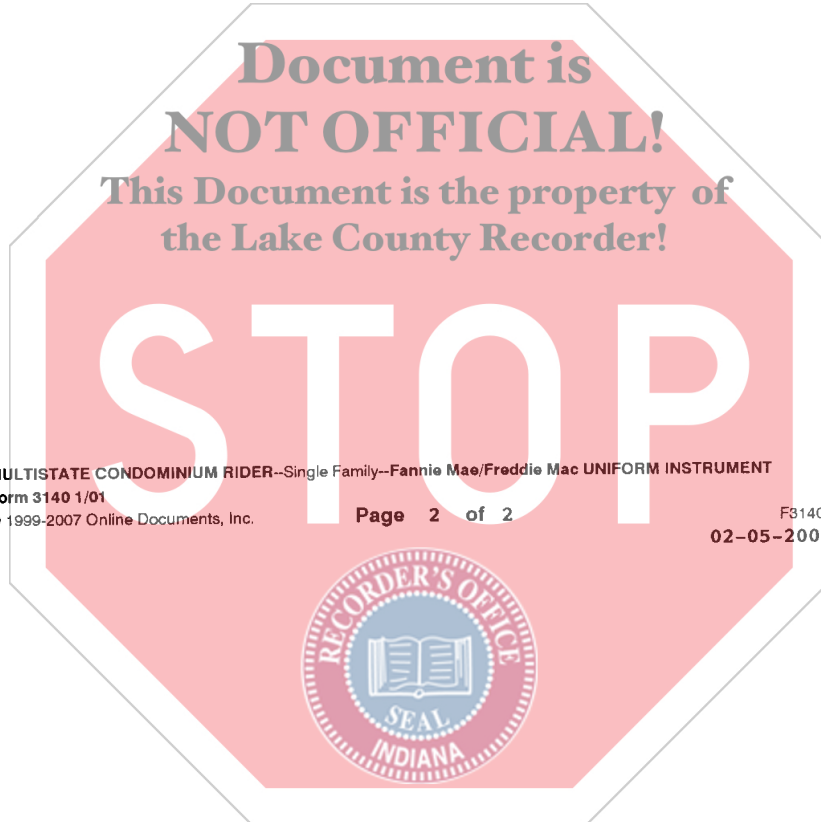 Document is
NOT OFFICIAL!
This Document is the property of
the Lake County Recorder!
STOP
ULTISTATE CONDOMINIUM RIDER--Single Family--Fannie Mae/Freddie Mac UNIFORM INSTRUMENT
orm 3140 1/01
1999-2007 Online Documents, Inc.
Page 2 of 2
F3140
02-05-200
RECORDER'S OFFICE
SEAL
INDIANA